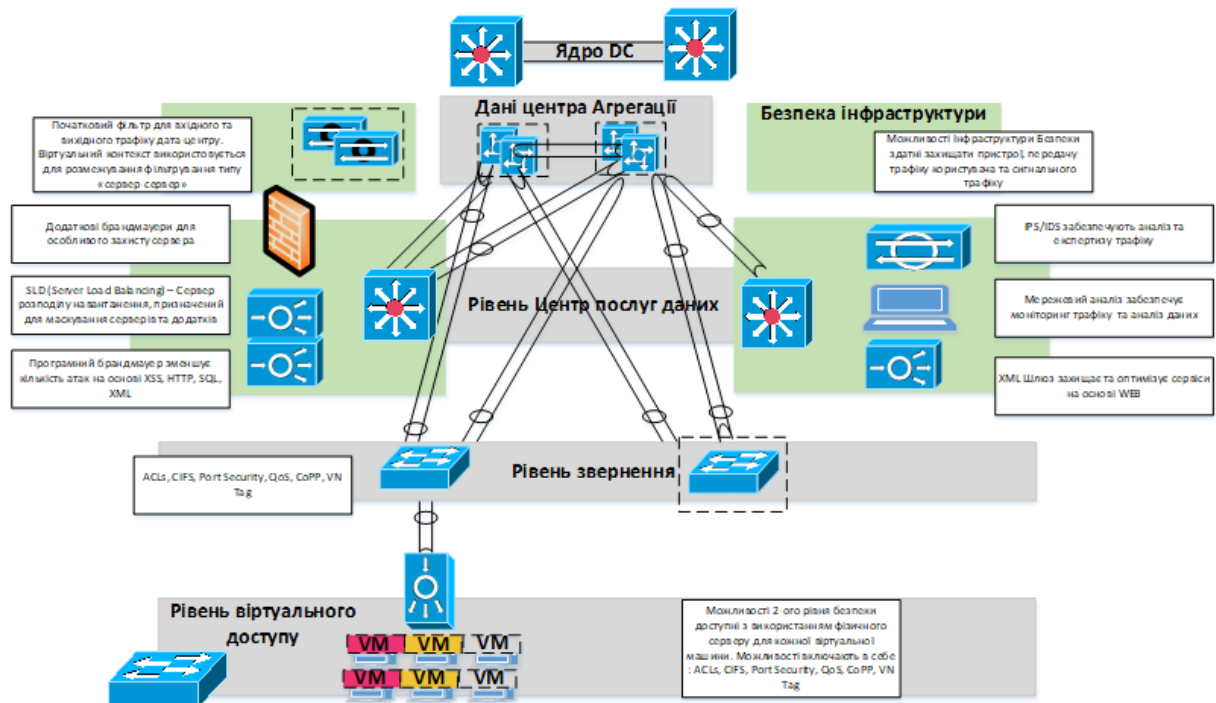 Ядро DC
Дані центра Агрегації
Безпека інфраструктури
Початковий фільтр для вхідного та
вихідного трафіку дата центру.
Віртуальний контекст використовується
для розмежування фільтрування типу
«сервер-сервер»
Можливості Інфраструктури Безпеки
здатні захищати пристрої, передачу
трафіку користувача та сигнального
трафіку
Додаткові брандмауери для
особливого захисту сервера
IPS/IDS забезпечують аналіз та
експертизу трафіку
SLD (Server Load Balancing) – Сервер
розподілу навантаження, призначений
для маскування серверів та додатків
Рівень Центр послуг даних
Мережевий аналіз забезпечує
моніторинг трафіку та аналіз даних
Програмний брандмауер зменшує
кількість атак на основі XSS, HTTP, SQL,
XML
XML Шлюз захищає та оптимізує сервіси
на основі WEB
Рівень звернення
ACLs, CIFS, Port Security, QoS, CoPP, VN
Tag
Рівень віртуального
доступу
VM VM VM
VM VM VM
Можливості 2-ого рівня безпеки
доступні з використанням фізичного
серверу для кожної віртуальної
машини. Можливості включають в себе
: ACLs, CIFS, Port Security, QoS, CoPP, VN
Tag